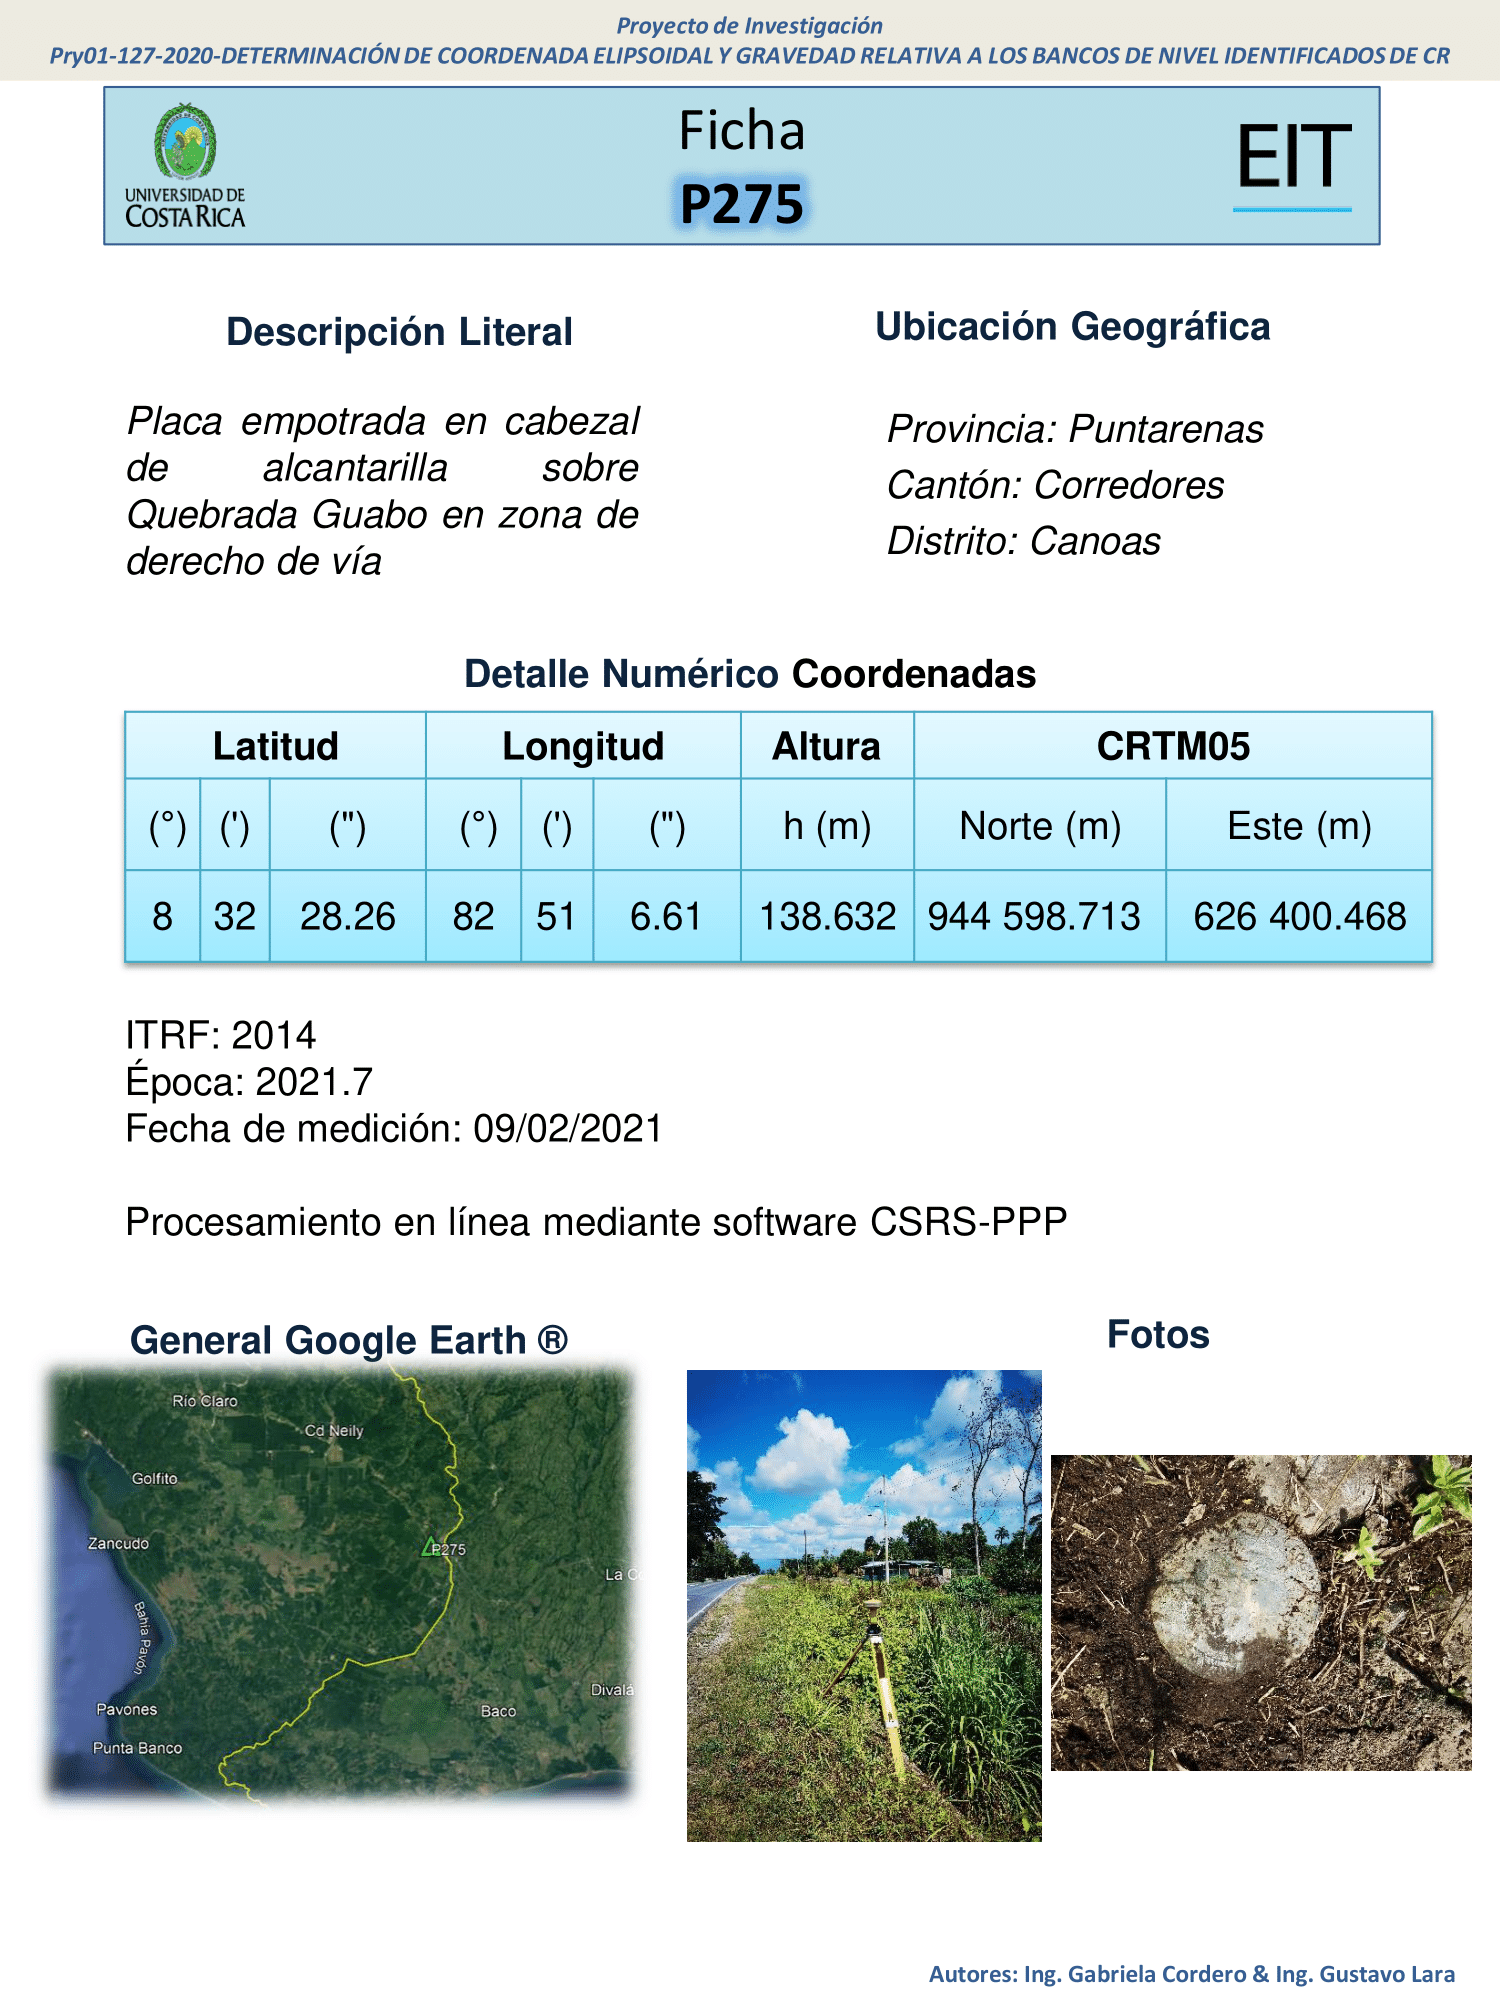 Proyecto de Investigación
Pry01-127-2020-DETERMINACIÓN DE COORDENADA ELIPSOIDAL Y GRAVEDAD RELATIVA A LOS BANCOS DE NIVEL IDENTIFICADOS DE CR
UNIVERSIDAD DE
COSTA RICA
Ficha
P275
EIT
Descripción Literal
Placa empotrada en cabezal
de alcantarilla sobre
Quebrada Guabo en zona de
derecho de vía
Ubicación Geográfica
Provincia: Puntarenas
Cantón: Corredores
Distrito: Canoas
Detalle Numérico Coordenadas
Latitud Longitud Altura CRTM05
(°) (') (") (°) (') (") h (m) Norte (m) Este (m)
8 32 28.26 82 51 6.61 138.632 944 598.713 626 400.468
ITRF: 2014
Época: 2021.7
Fecha de medición: 09/02/2021
Procesamiento en línea mediante software CSRS-PPP
General Google Earth ®
Río Claro
Cd Neily
Golfito
Zancudo
P275
La C
Bahía Pavón
Divalá
Pavones
Baco
Punta Banco
Fotos
Autores: Ing. Gabriela Cordero & Ing. Gustavo Lara